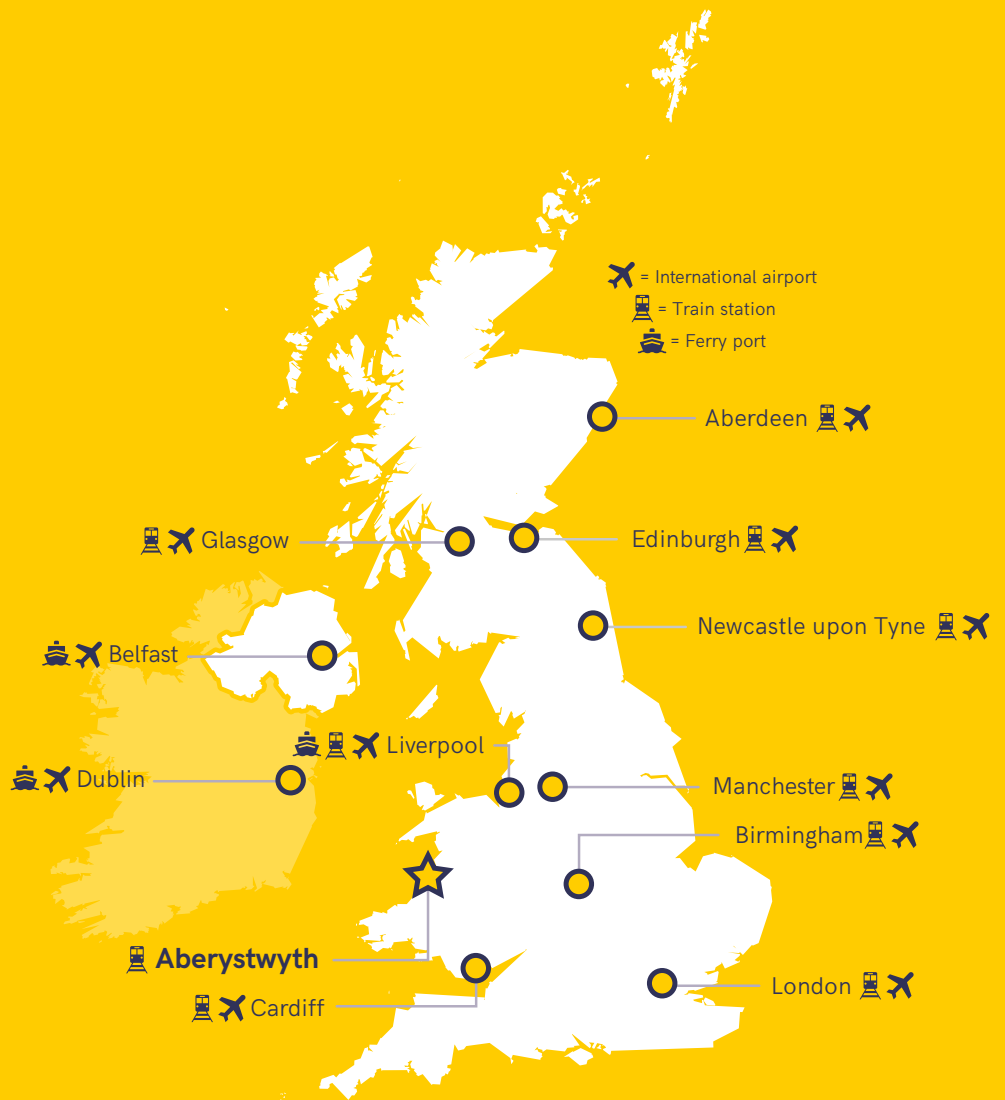 = International airport
= Train station
= Ferry port
Aberdeen
Glasgow
Edinburgh
Newcastle upon Tyne
Belfast
Liverpool
Dublin
Manchester
Birmingham
Aberystwyth
London
Cardiff